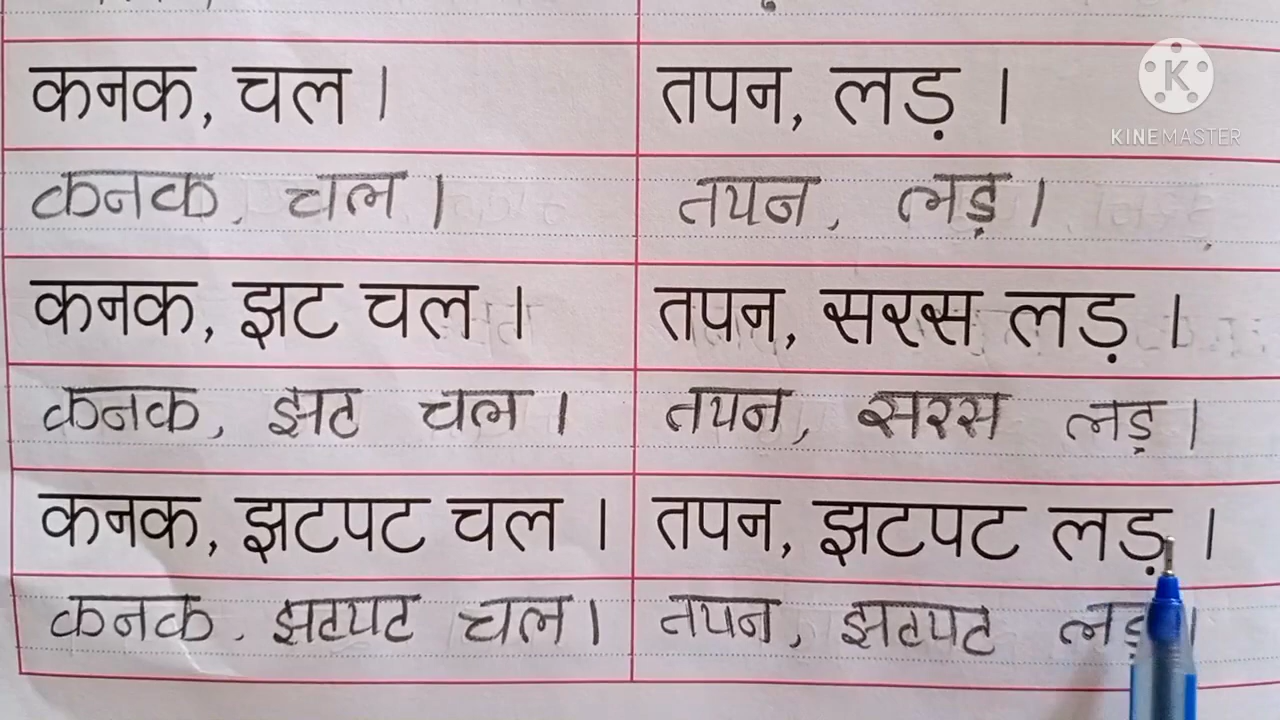 कनक, चल । तपन, लड़ ।
KINEMASTER
कनक, चल । तपन, लड़ ।
कनक, झट चल । तपन, सरस लड़ ।
कनक, झट चल । तपन, सरस लड़ ।
कनक, झटपट चल । तपन, झटपट लड़ ।
कनक, झटपट चल । तपन, झटपट लड़ ।